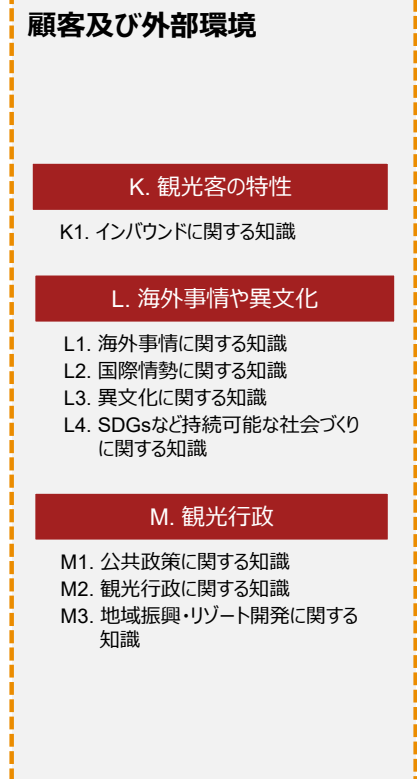 顧客及び外部環境
K. 観光客の特性
K1. インバウンドに関する知識
L. 海外事情や異文化
L1. 海外事情に関する知識
L2. 国際情勢に関する知識
L3. 異文化に関する知識
L4. SDGsなど持続可能な社会づくり
に関する知識
M. 観光行政
M1. 公共政策に関する知識
M2. 観光行政に関する知識
M3. 地域振興・リゾート開発に関する
知識